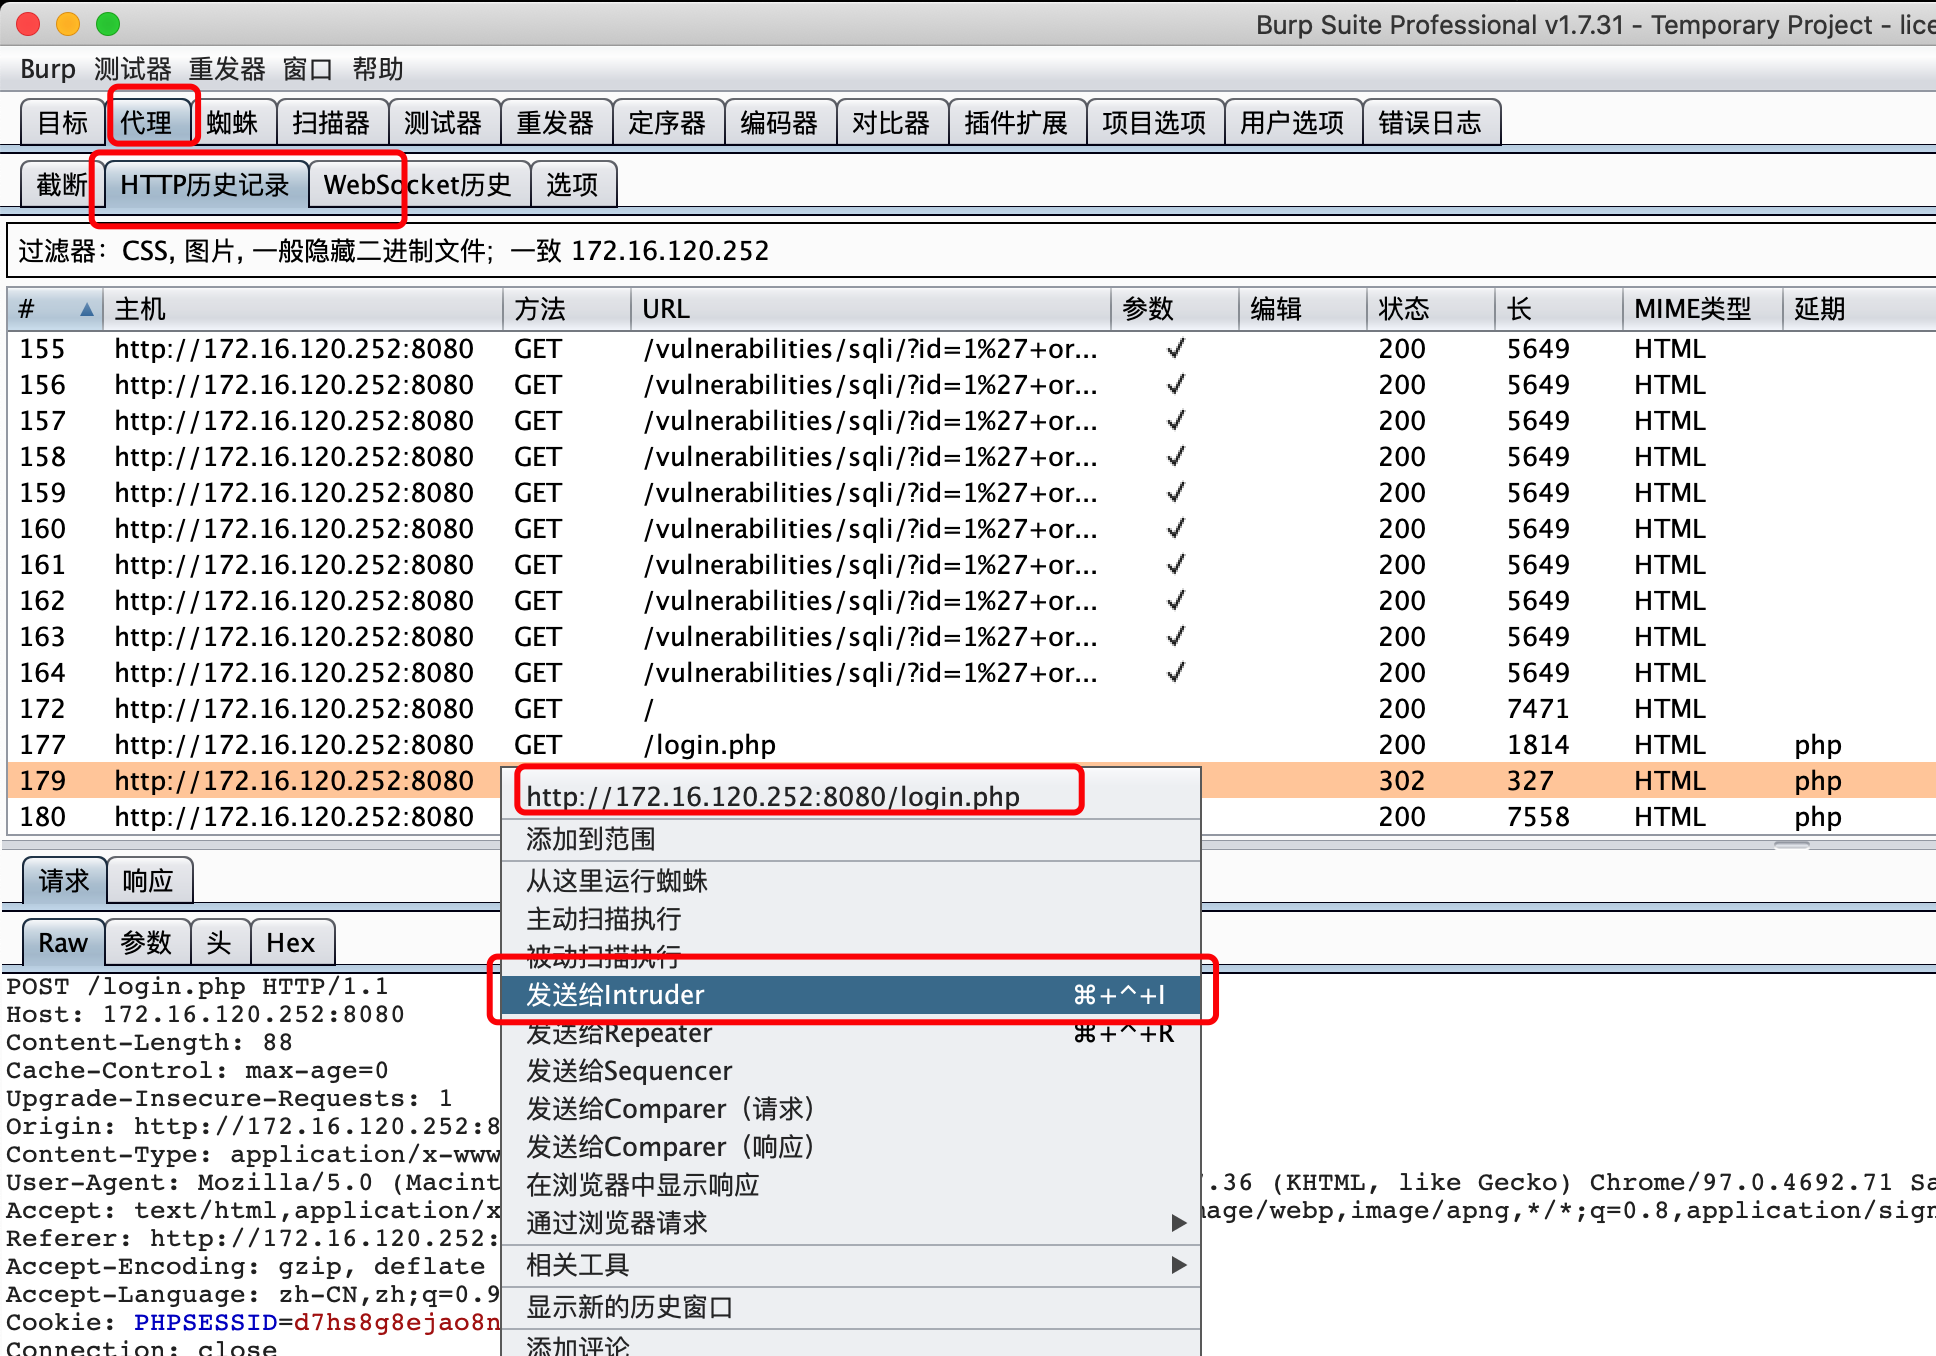 Burp Suite Professional v1.7.31 - Temporary Project - lice
Burp 测试器 重发器 窗口 帮助
目标 代理 蜘蛛 扫描器 测试器 重发器 定序器 编码器 对比器 插件扩展 项目选项 用户选项 错误日志
截断 HTTP历史记录 WebSocket历史 选项
过滤器: CSS, 图片, 一般隐藏二进制文件; 一致 172.16.120.252
# 主机 方法 URL 参数 编辑 状态 长 MIME类型 延期
155 http://172.16.120.252:8080 GET /vulnerabilities/sqli/?id=1%27+or... ✓ 200 5649 HTML
156 http://172.16.120.252:8080 GET /vulnerabilities/sqli/?id=1%27+or... ✓ 200 5649 HTML
157 http://172.16.120.252:8080 GET /vulnerabilities/sqli/?id=1%27+or... ✓ 200 5649 HTML
158 http://172.16.120.252:8080 GET /vulnerabilities/sqli/?id=1%27+or... ✓ 200 5649 HTML
159 http://172.16.120.252:8080 GET /vulnerabilities/sqli/?id=1%27+or... ✓ 200 5649 HTML
160 http://172.16.120.252:8080 GET /vulnerabilities/sqli/?id=1%27+or... ✓ 200 5649 HTML
161 http://172.16.120.252:8080 GET /vulnerabilities/sqli/?id=1%27+or... ✓ 200 5649 HTML
162 http://172.16.120.252:8080 GET /vulnerabilities/sqli/?id=1%27+or... ✓ 200 5649 HTML
163 http://172.16.120.252:8080 GET /vulnerabilities/sqli/?id=1%27+or... ✓ 200 5649 HTML
164 http://172.16.120.252:8080 GET /vulnerabilities/sqli/?id=1%27+or... ✓ 200 5649 HTML
172 http://172.16.120.252:8080 GET / 200 7471 HTML
177 http://172.16.120.252:8080 GET /login.php 200 1814 HTML php
179 http://172.16.120.252:8080 302 327 HTML php
180 http://172.16.120.252:8080 200 7558 HTML php
http://172.16.120.252:8080/login.php
添加到范围
从这里运行蜘蛛
主动扫描执行
被动扫描执行
发送给Intruder ⌘+^+I
发送给Repeater ⌘+^+R
发送给Sequencer
发送给Comparer（请求）
发送给Comparer（响应）
在浏览器中显示响应
通过浏览器请求
相关工具
显示新的历史窗口
添加评论
请求 响应
Raw 参数 头 Hex
POST /login.php HTTP/1.1
Host: 172.16.120.252:8080
Content-Length: 88
Cache-Control: max-age=0
Upgrade-Insecure-Requests: 1
Origin: http://172.16.120.252:8
Content-Type: application/x-www
User-Agent: Mozilla/5.0 (Macint .36 (KHTML, like Gecko) Chrome/97.0.4692.71 Sa
Accept: text/html,application/x age/webp,image/apng,*/*;q=0.8,application/sign
Referer: http://172.16.120.252:
Accept-Encoding: gzip, deflate
Accept-Language: zh-CN,zh;q=0.9
Cookie: PHPSESSID=d7hs8g8ejao8n
Connection: close